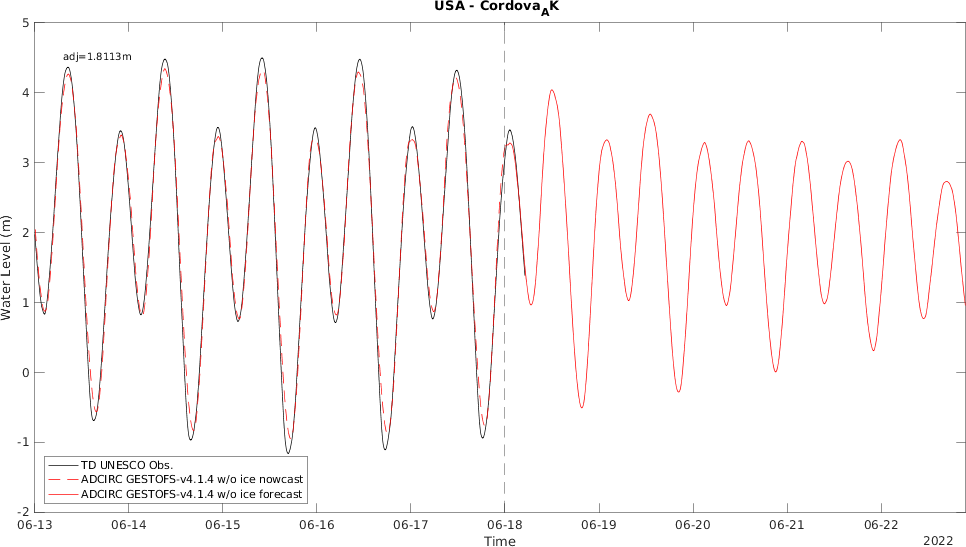 USA - Cordova_AK
adj=1.8113m
Water Level (m)
5
4
3
2
1
0
-1
-2
TD UNESCO Obs.
ADCIRC GESTOFS-v4.1.4 w/o ice nowcast
ADCIRC GESTOFS-v4.1.4 w/o ice forecast
06-13 06-14 06-15 06-16 06-17 06-18 06-19 06-20 06-21 06-22
Time
2022